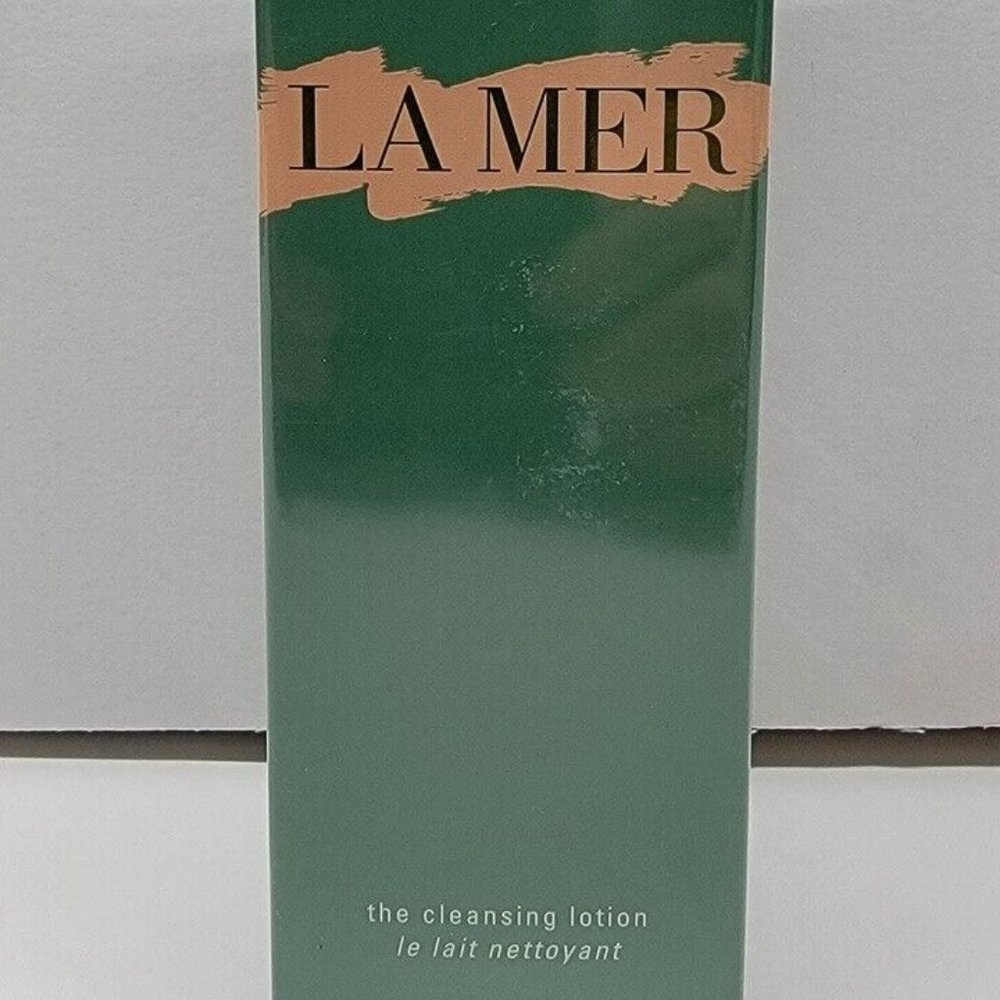 LA MER
the cleansing lotion
le lait nettoyant